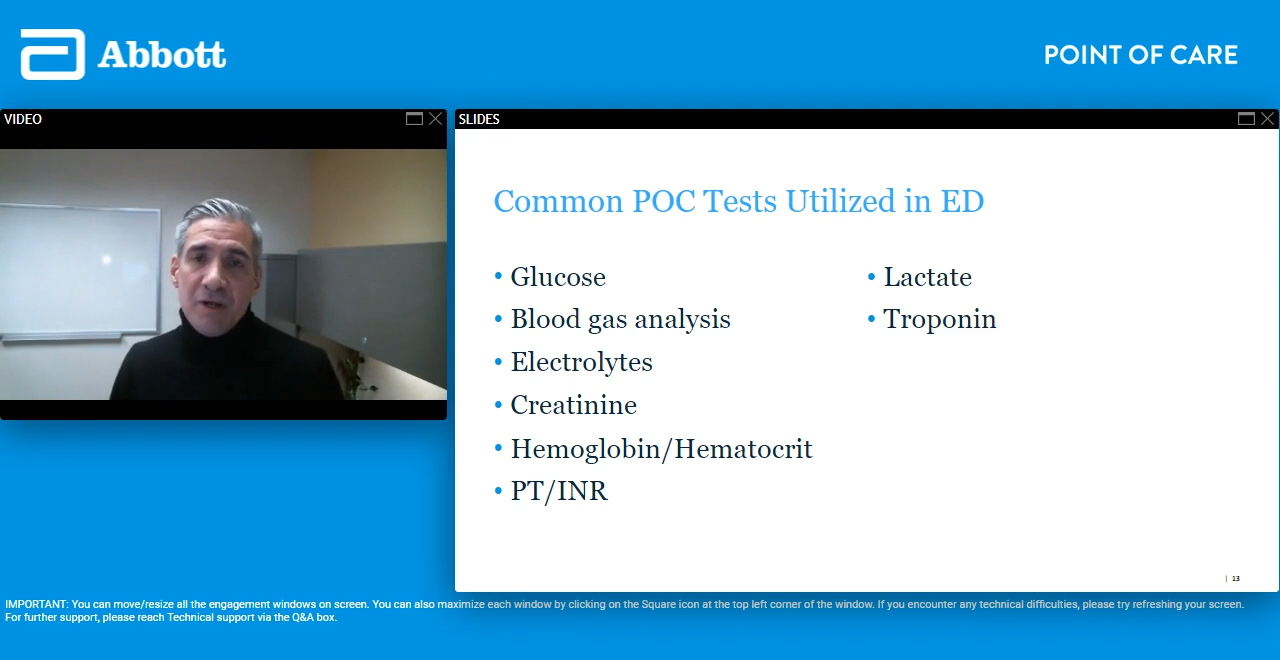 Abbott
POINT OF CARE
VIDEO
SLIDES
Common POC Tests Utilized in ED
• Glucose
• Blood gas analysis
• Electrolytes
• Creatinine
• Hemoglobin/Hematocrit
• PT/INR
• Lactate
• Troponin
| 13
IMPORTANT: You can move/resize all the engagement windows on screen. You can also maximize each window by clicking on the Square icon at the top left corner of the window. If you encounter any technical difficulties, please try refreshing your screen.
For further support, please reach Technical support via the Q&A box.